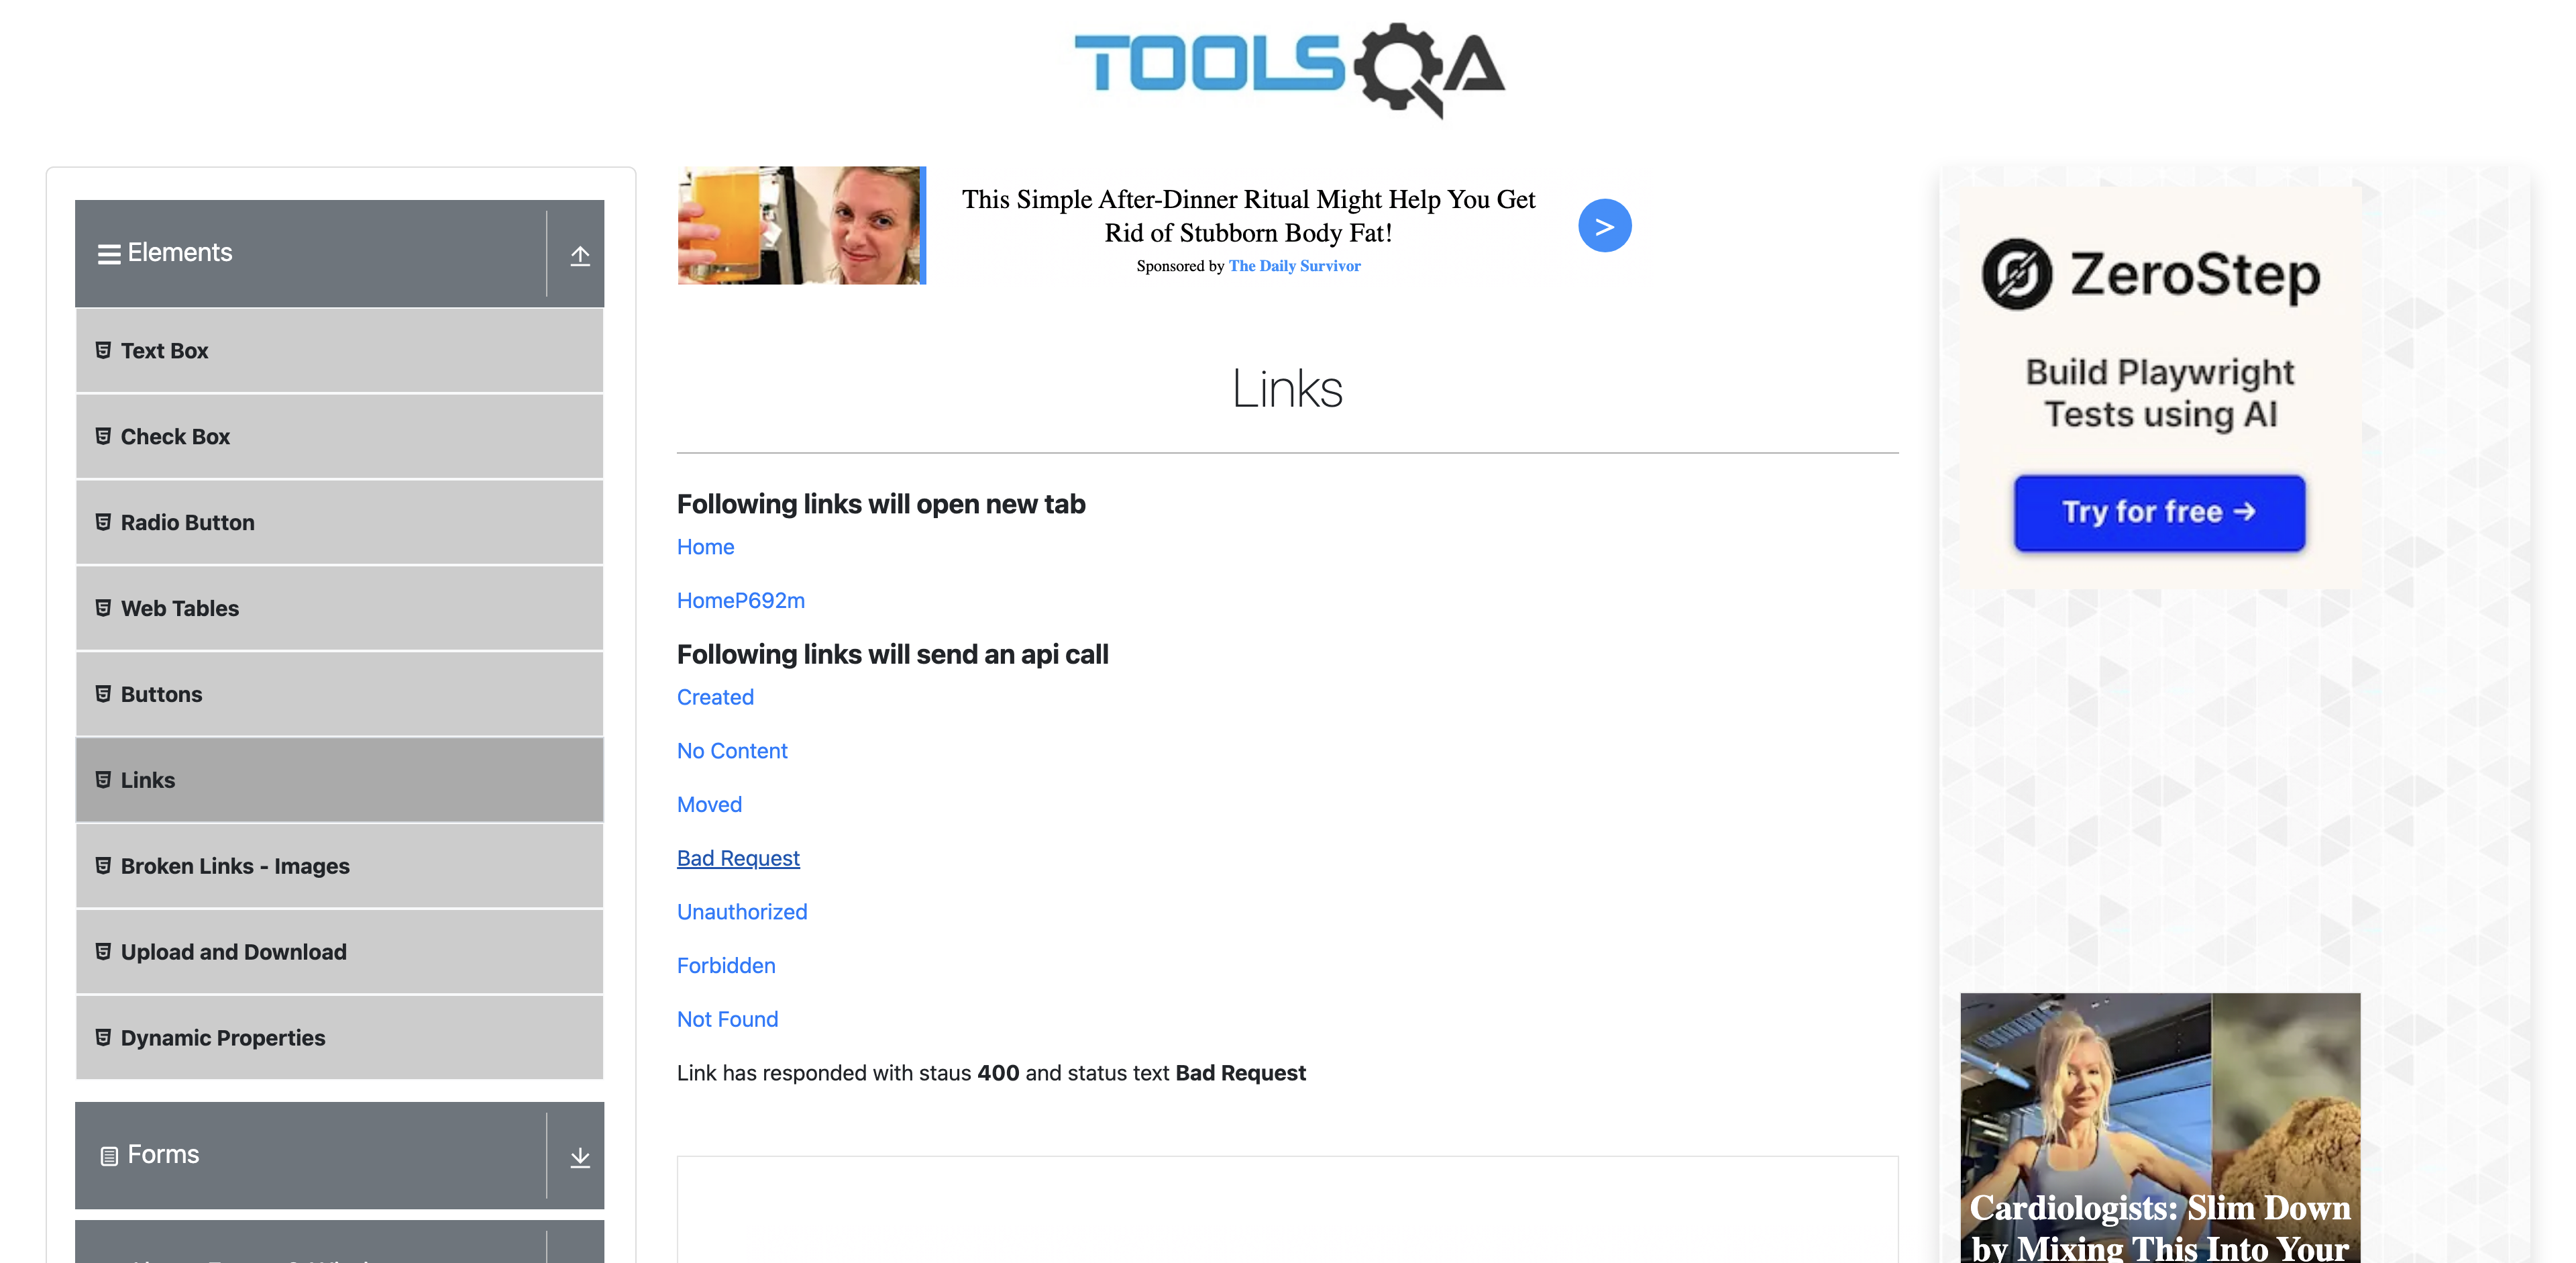 TOOLSQA
Elements
Text Box
Check Box
Radio Button
Web Tables
Buttons
Links
Broken Links - Images
Upload and Download
Dynamic Properties
Forms
This Simple After-Dinner Ritual Might Help You Get
Rid of Stubborn Body Fat!
Sponsored by The Daily Survivor
>
Links
Following links will open new tab
Home
HomeP692m
Following links will send an api call
Created
No Content
Moved
Bad Request
Unauthorized
Forbidden
Not Found
Link has responded with staus 400 and status text Bad Request
ZeroStep
Build Playwright
Tests using AI
Try for free →
Cardiologists: Slim Down
by Mixing This Into Your